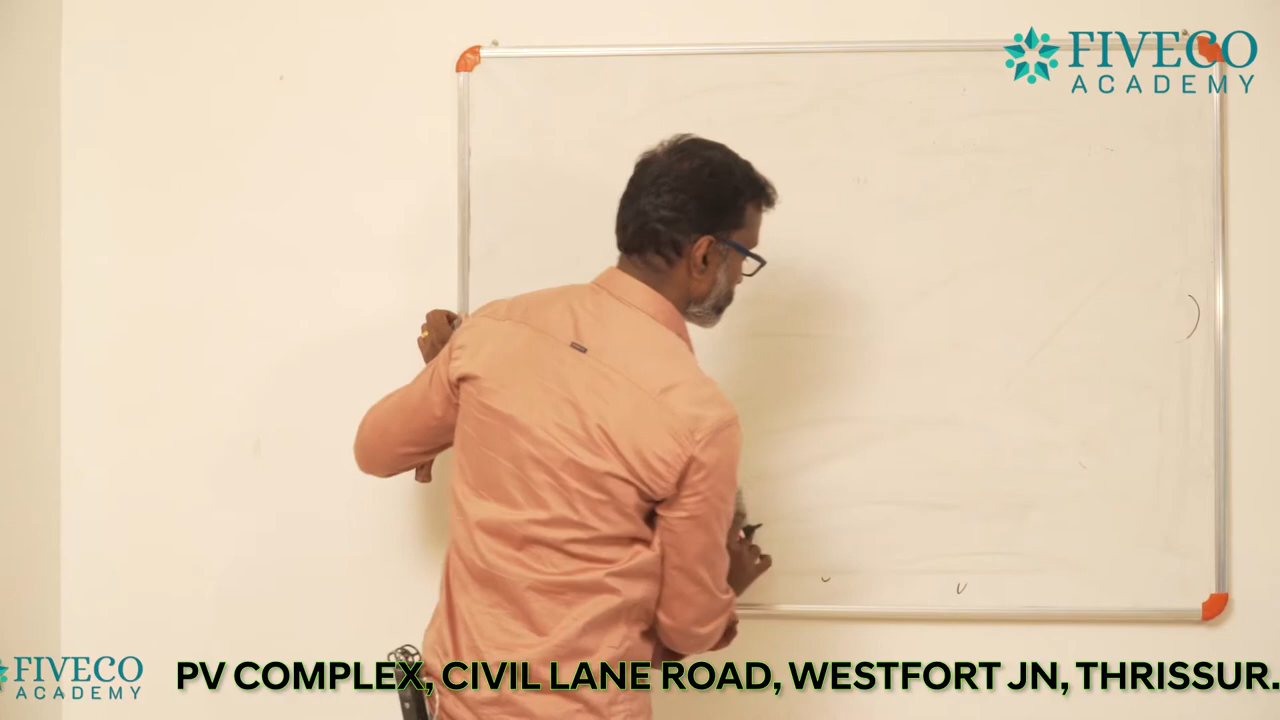 FIVECO
ACADEMY
FIVECO
ACADEMY
PV COMPLEX, CIVIL LANE ROAD, WESTFORT JN, THRISSUR.